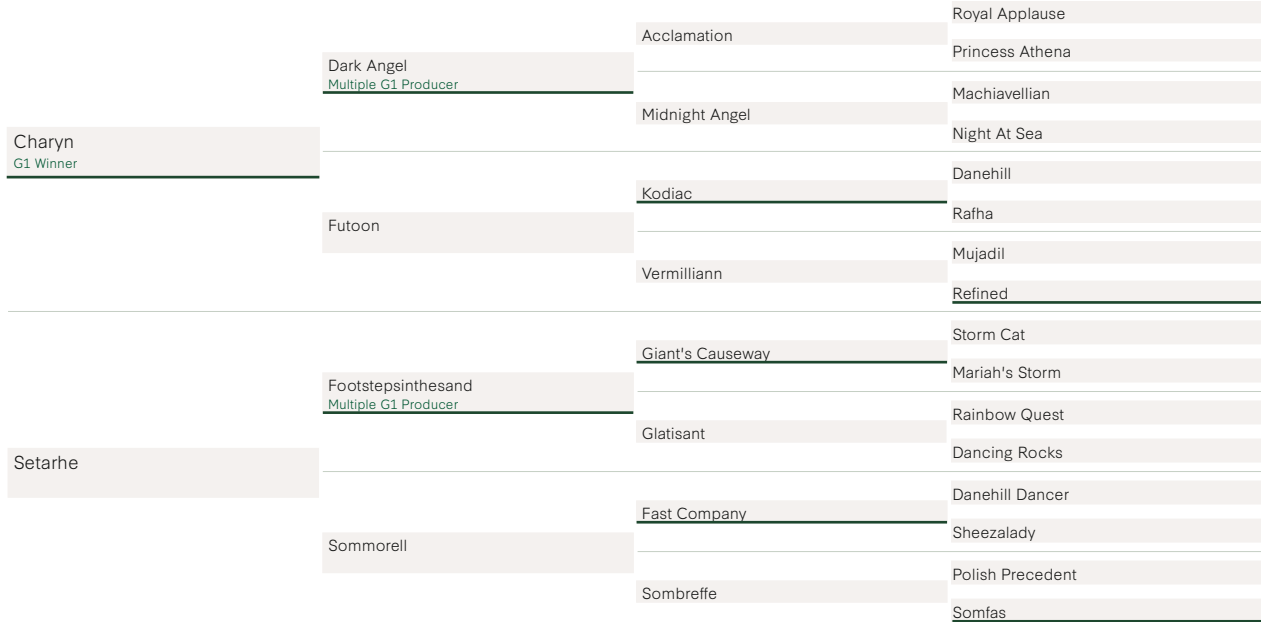 Charyn
G1 Winner
Setarhe
Dark Angel
Multiple G1 Producer
Futoon
Footstepsinthesand
Multiple G1 Producer
Sommorell
Acclamation
Midnight Angel
Kodiac
Vermilliann
Giant's Causeway
Glatisant
Fast Company
Sombreffe
Royal Applause
Princess Athena
Machiavellian
Night At Sea
Danehill
Rafha
Mujadil
Refined
Storm Cat
Mariah's Storm
Rainbow Quest
Dancing Rocks
Danehill Dancer
Sheezalady
Polish Precedent
Somfas